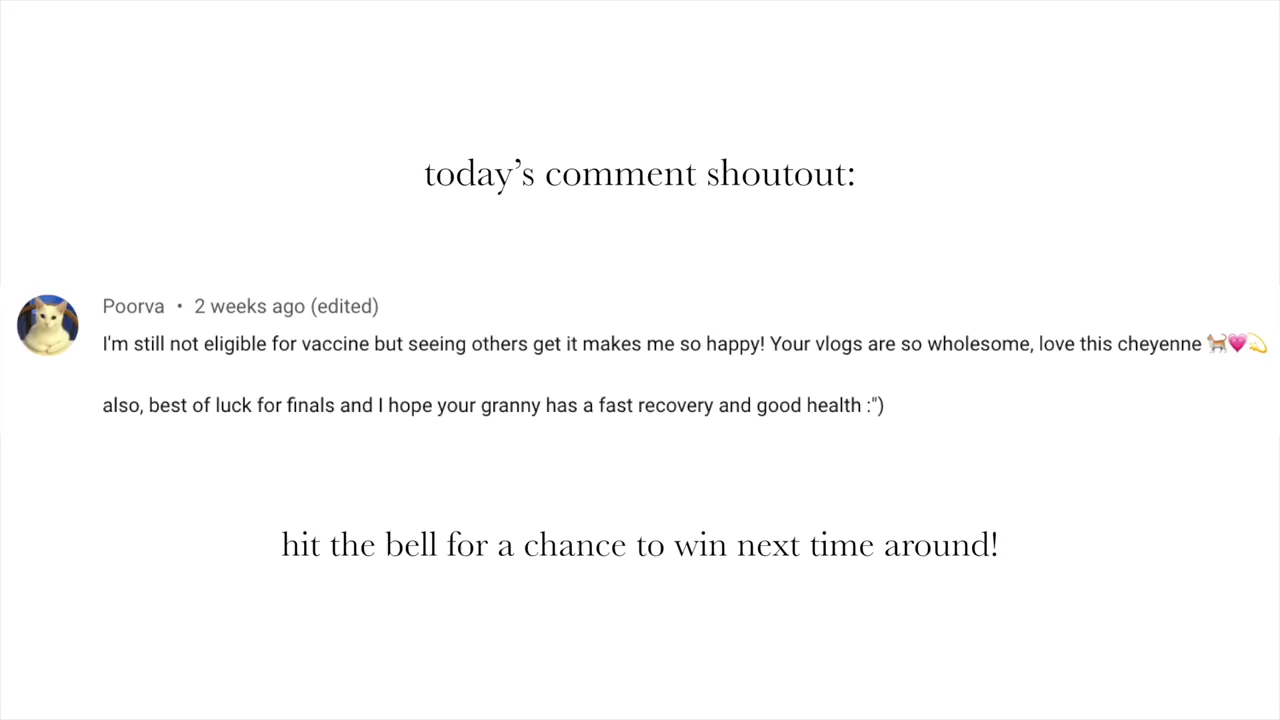 today’s comment shoutout:
Poorva • 2 weeks ago (edited)
I'm still not eligible for vaccine but seeing others get it makes me so happy! Your vlogs are so wholesome, love this cheyenne 🐈💗💫
also, best of luck for finals and I hope your granny has a fast recovery and good health :")
hit the bell for a chance to win next time around!